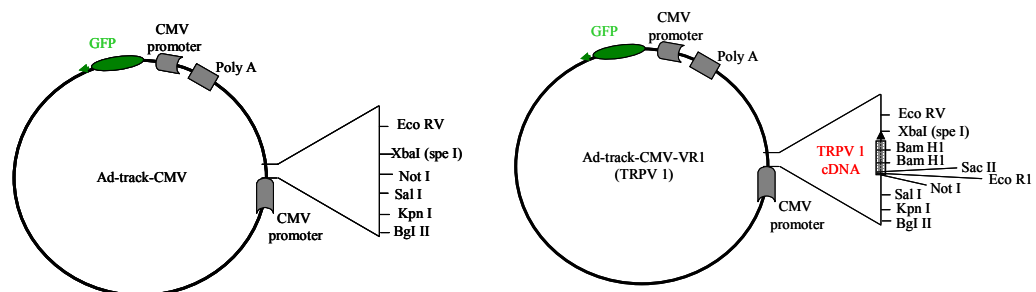 GFP
CMV
promoter
Poly A
Ad-track-CMV
Eco RV
XbaI (spe I)
Not I
Sal I
Kpn I
BgI II
CMV
promoter
GFP
CMV
promoter
Poly A
Ad-track-CMV-VR1
(TRPV 1)
TRPV 1
cDNA
Eco RV
XbaI (spe I)
Bam H1
Bam H1
Sac II
Eco R1
Not I
Sal I
Kpn I
BgI II
CMV
promoter